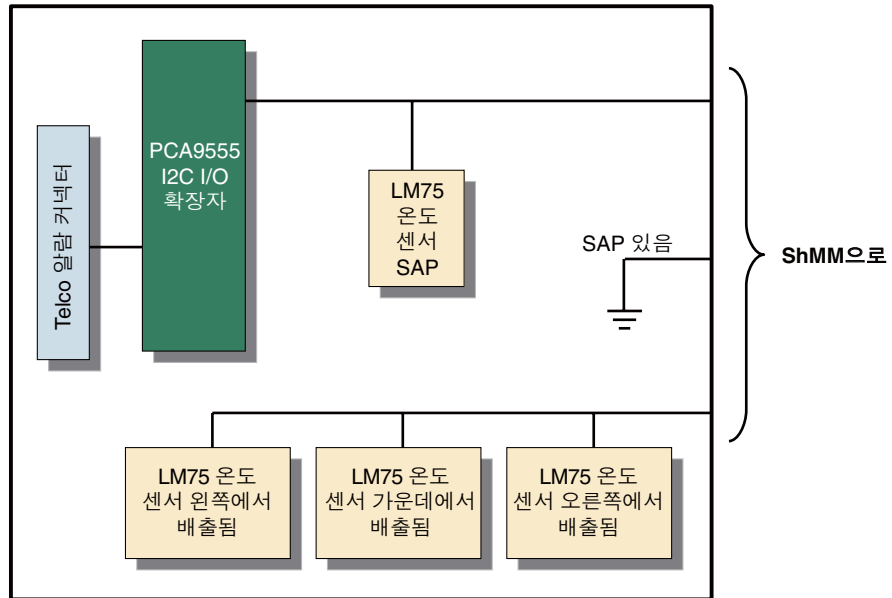 PCA9555
I2C I/O
확장자
Telco 알람 커넥터
LM75
온도
센서
SAP
SAP 있음
ShMM으로
LM75 온도
센서 왼쪽에서
배출됨
LM75 온도
센서 가운데에서
배출됨
LM75 온도
센서 오른쪽에서
배출됨